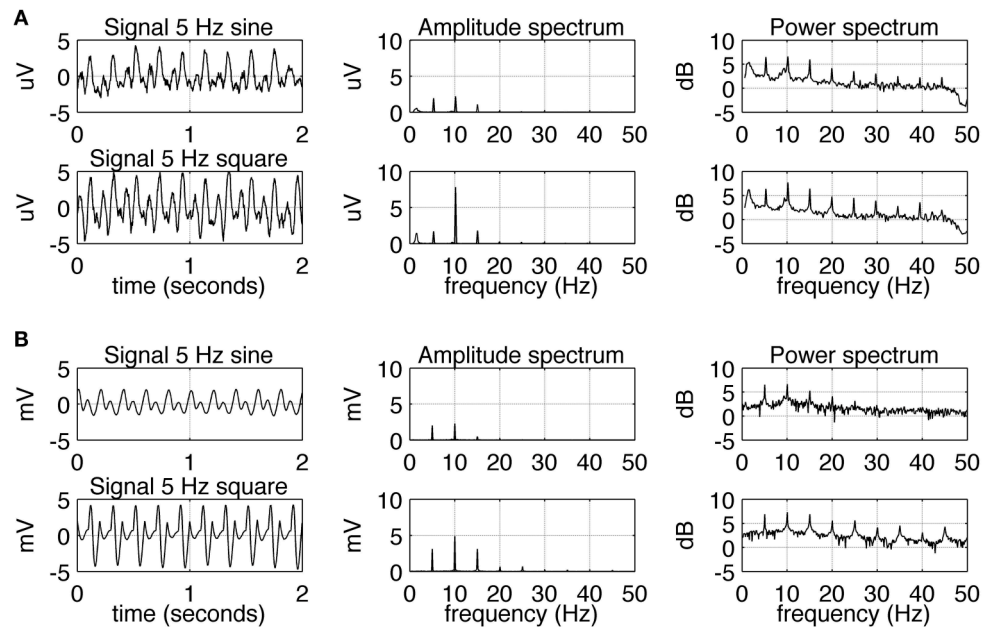 A
Signal 5 Hz sine
Amplitude spectrum
Power spectrum
uV
5
0
-5
0 1 2
uV
10
5
0
0 10 20 30 40 50
dB
10
5
0
-5
0 10 20 30 40 50
Signal 5 Hz square
uV
5
0
-5
0 1 2
time (seconds)
uV
10
5
0
0 10 20 30 40 50
frequency (Hz)
dB
10
5
0
-5
0 10 20 30 40 50
frequency (Hz)
B
Signal 5 Hz sine
Amplitude spectrum
Power spectrum
mV
5
0
-5
0 1 2
mV
10
5
0
0 10 20 30 40 50
dB
10
5
0
-5
0 10 20 30 40 50
Signal 5 Hz square
mV
5
0
-5
0 1 2
time (seconds)
mV
10
5
0
0 10 20 30 40 50
frequency (Hz)
dB
10
5
0
-5
0 10 20 30 40 50
frequency (Hz)